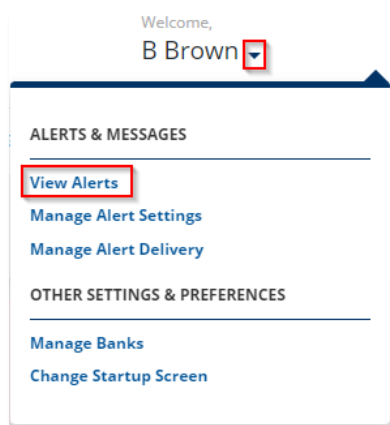 Welcome,
B Brown
ALERTS & MESSAGES
View Alerts
Manage Alert Settings
Manage Alert Delivery
OTHER SETTINGS & PREFERENCES
Manage Banks
Change Startup Screen